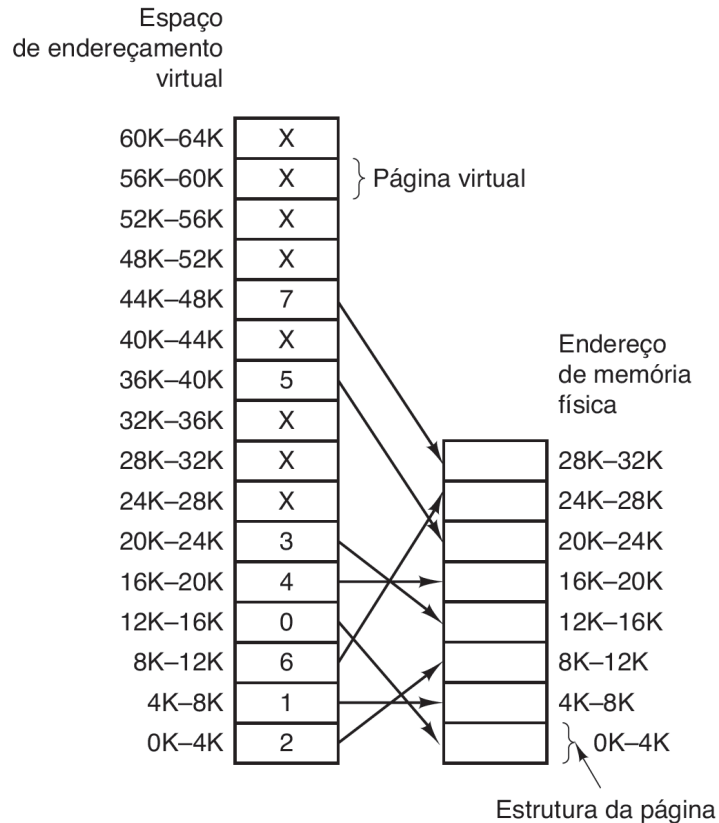 Espaço
de endereçamento
virtual
60K–64K X
56K–60K X Página virtual
52K–56K X
48K–52K X
44K–48K 7
40K–44K X
36K–40K 5
32K–36K X
28K–32K X
24K–28K X
20K–24K 3
16K–20K 4
12K–16K 0
8K–12K 6
4K–8K 1
0K–4K 2
Endereço
de memória
física
28K–32K
24K–28K
20K–24K
16K–20K
12K–16K
8K–12K
4K–8K
0K–4K
Estrutura da página